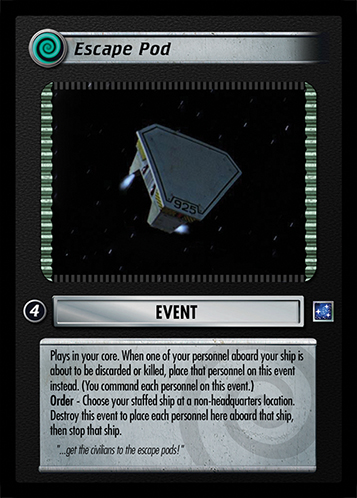 Escape Pod
925
4
EVENT
Plays in your core. When one of your personnel aboard your ship is
about to be discarded or killed, place that personnel on this event
instead. (You command each personnel on this event.)
Order - Choose your staffed ship at a non-headquarters location.
Destroy this event to place each personnel here aboard that ship,
then stop that ship.
"...get the civilians to the escape pods!"